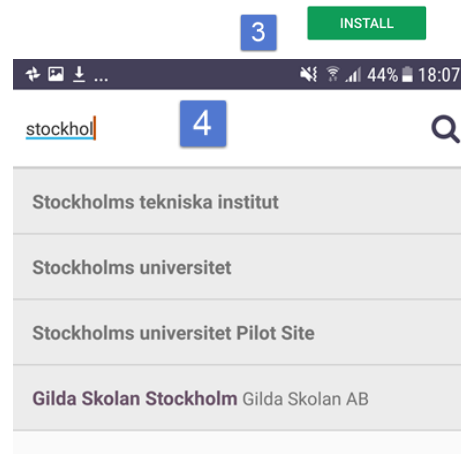 3
INSTALL
... 44% 18:07
stockhol
4
Stockholms tekniska institut
Stockholms universitet
Stockholms universitet Pilot Site
Gilda Skolan Stockholm Gilda Skolan AB